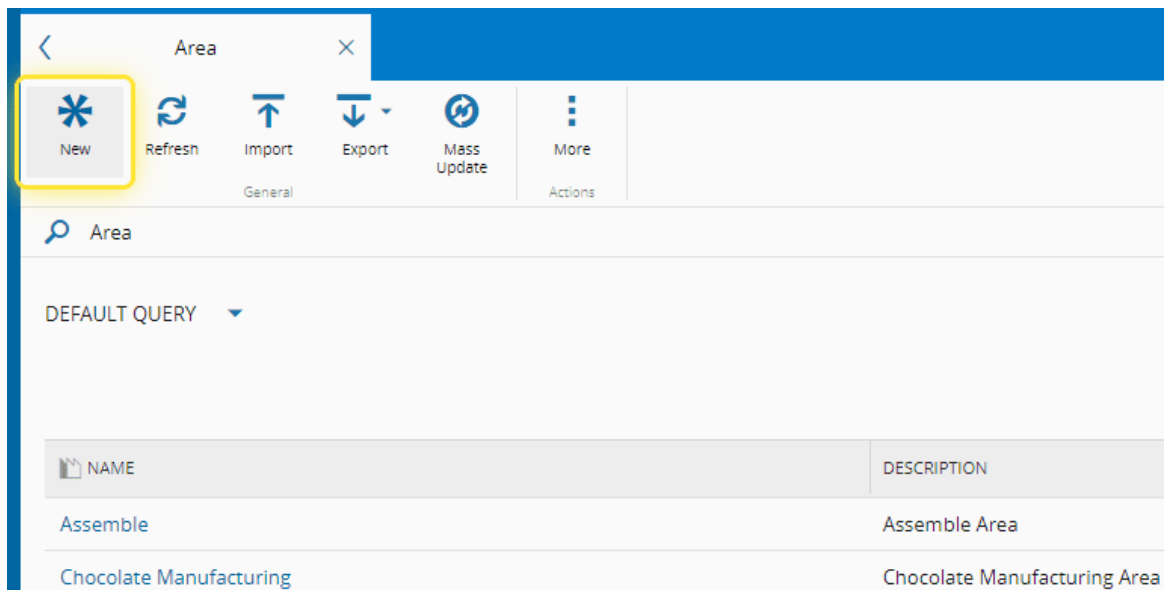 Area
New
Refresh
Import
Export
Mass
Update
More
General
Actions
Area
DEFAULT QUERY
NAME
DESCRIPTION
Assemble
Assemble Area
Chocolate Manufacturing
Chocolate Manufacturing Area